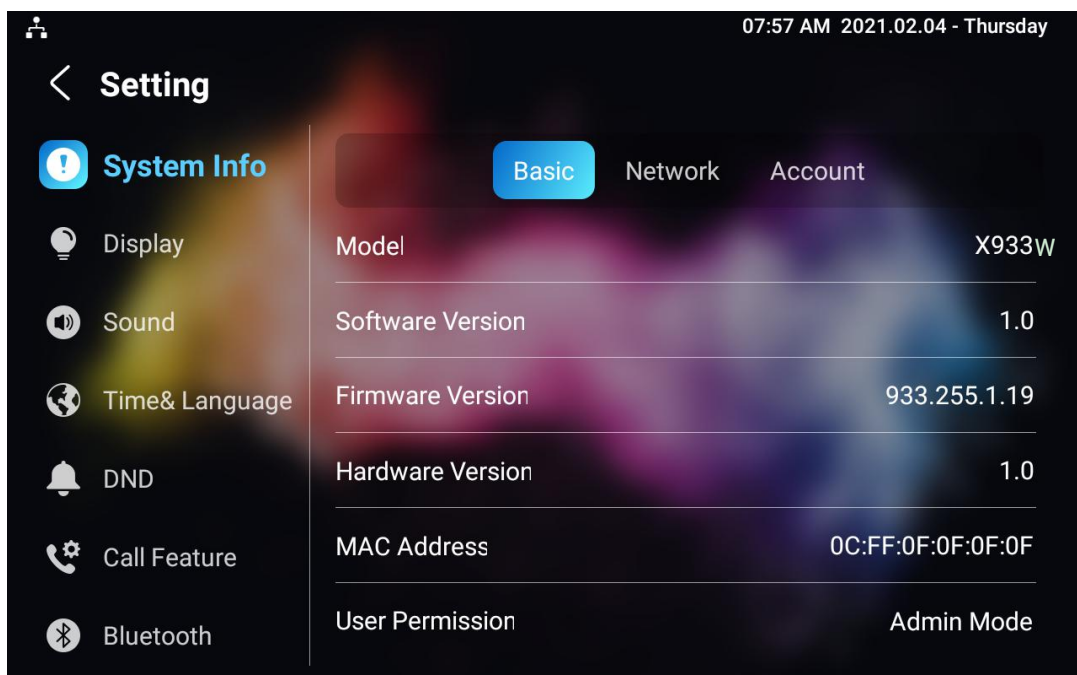 07:57 AM 2021.02.04 - Thursday
Setting
System Info
Display
Sound
Time& Language
DND
Call Feature
Bluetooth
Basic Network Account
Model X933W
Software Version 1.0
Firmware Version 933.255.1.19
Hardware Version 1.0
MAC Address 0C:FF:0F:0F:0F:0F
User Permission Admin Mode